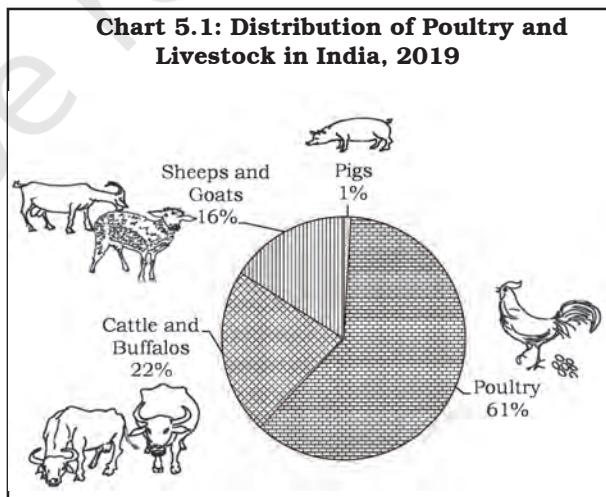 Chart 5.1: Distribution of Poultry and
Livestock in India, 2019
Pigs
1%
Sheeps and
Goats
16%
Cattle and
Buffalos
22%
Poultry
61%